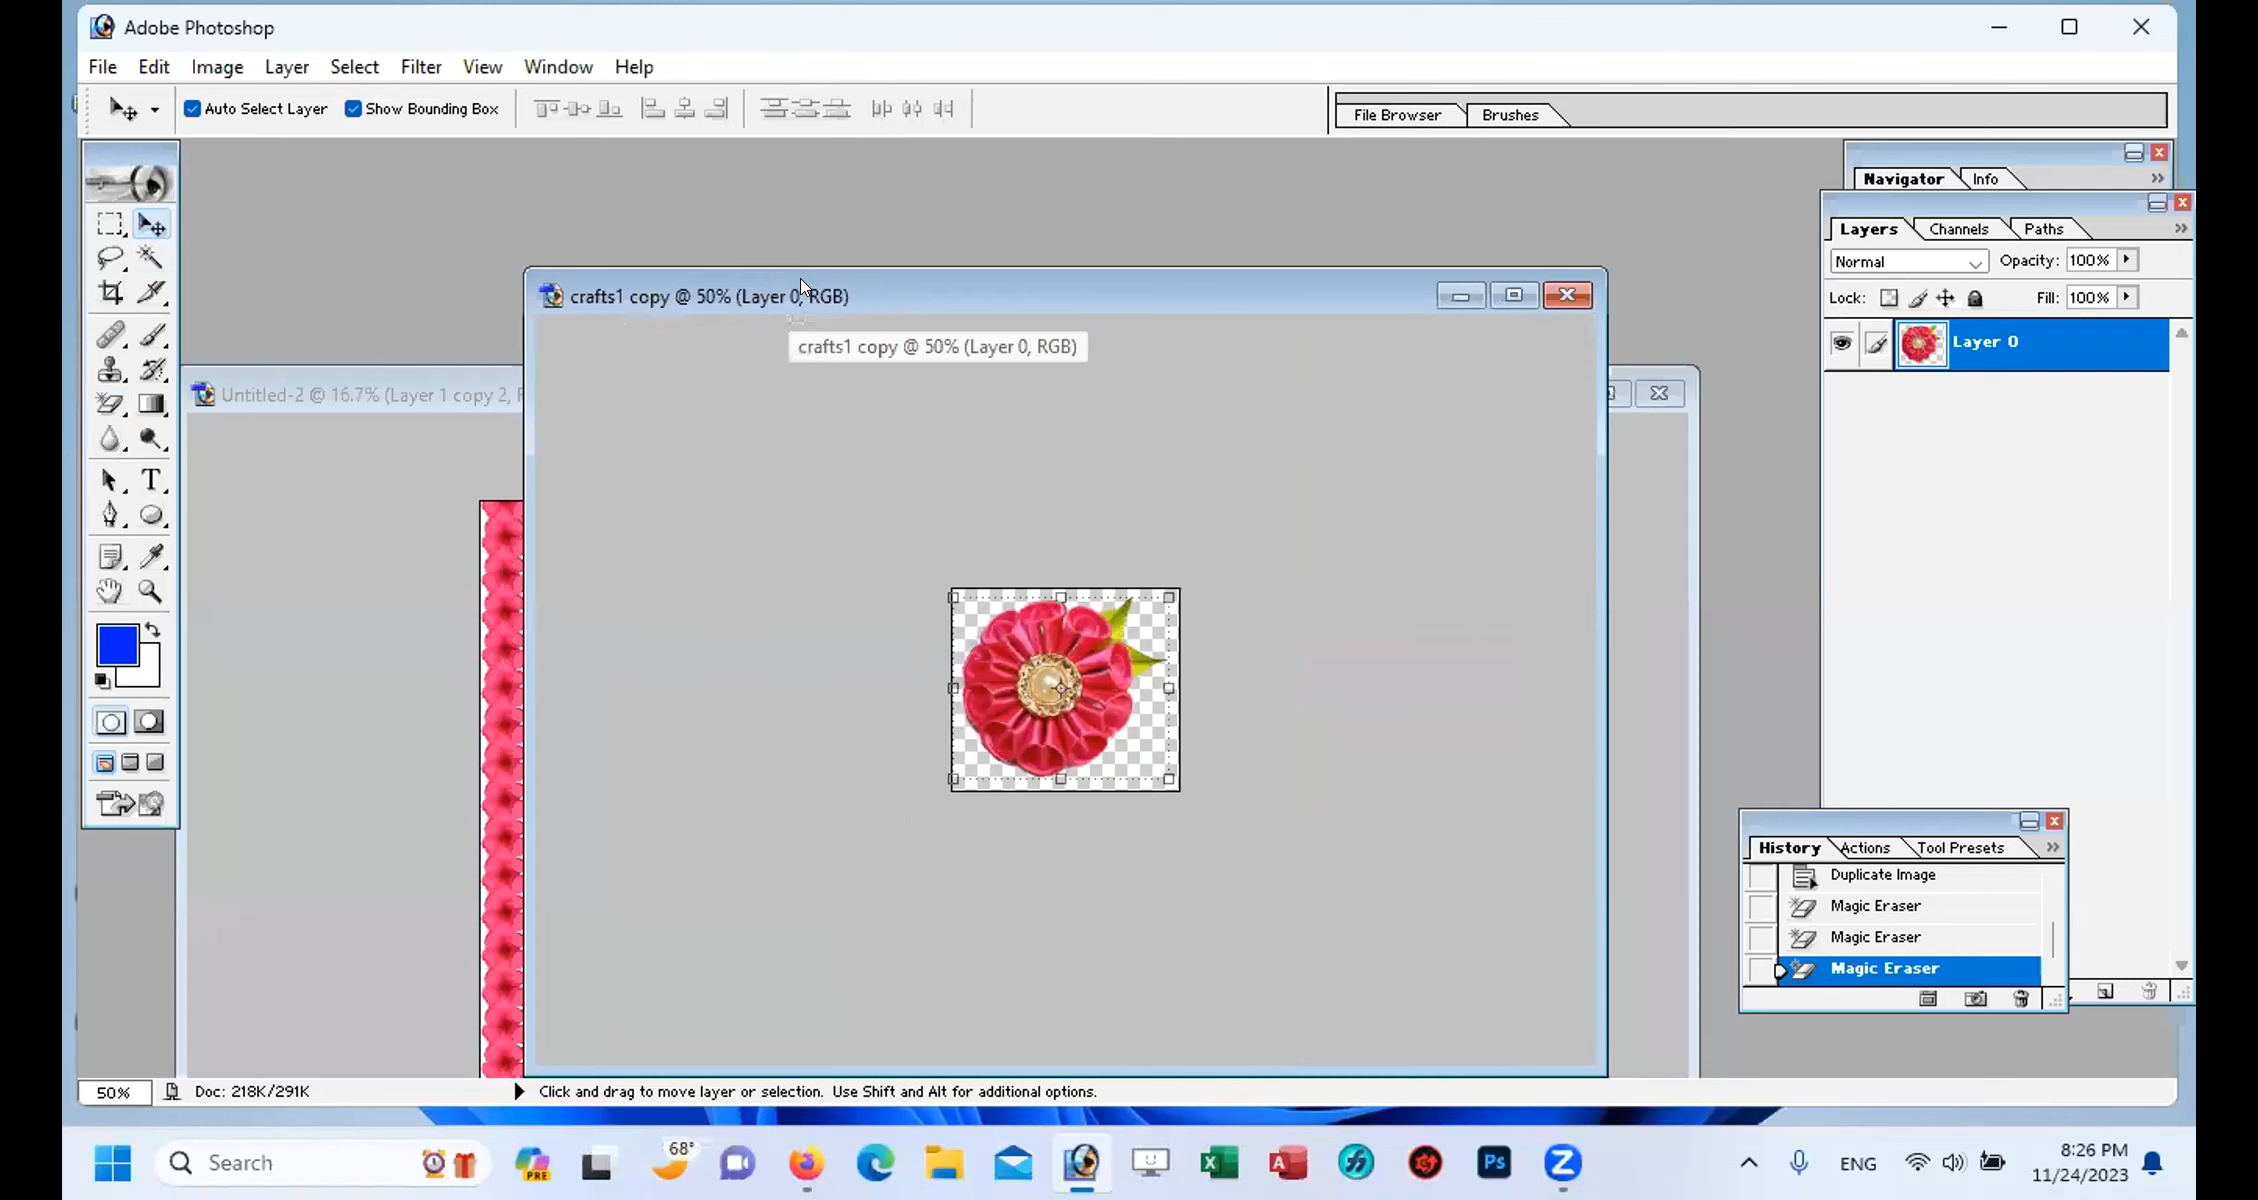 Adobe Photoshop
File Edit Image Layer Select Filter View Window Help
Auto Select Layer Show Bounding Box
File Browser Brushes
Navigator Info
Layers Channels Paths
Normal Opacity: 100%
Lock: Fill: 100%
Layer 0
crafts1 copy @ 50% (Layer 0, RGB)
crafts1 copy @ 50% (Layer 0, RGB)
Untitled-2 @ 16.7% (Layer 1 copy 2,
T
History Actions Tool Presets
Duplicate Image
Magic Eraser
Magic Eraser
Magic Eraser
50% Doc: 218K/291K Click and drag to move layer or selection. Use Shift and Alt for additional options.
Search
PRE
68°
X
A
Ps
Z
ENG
8:26 PM
11/24/2023